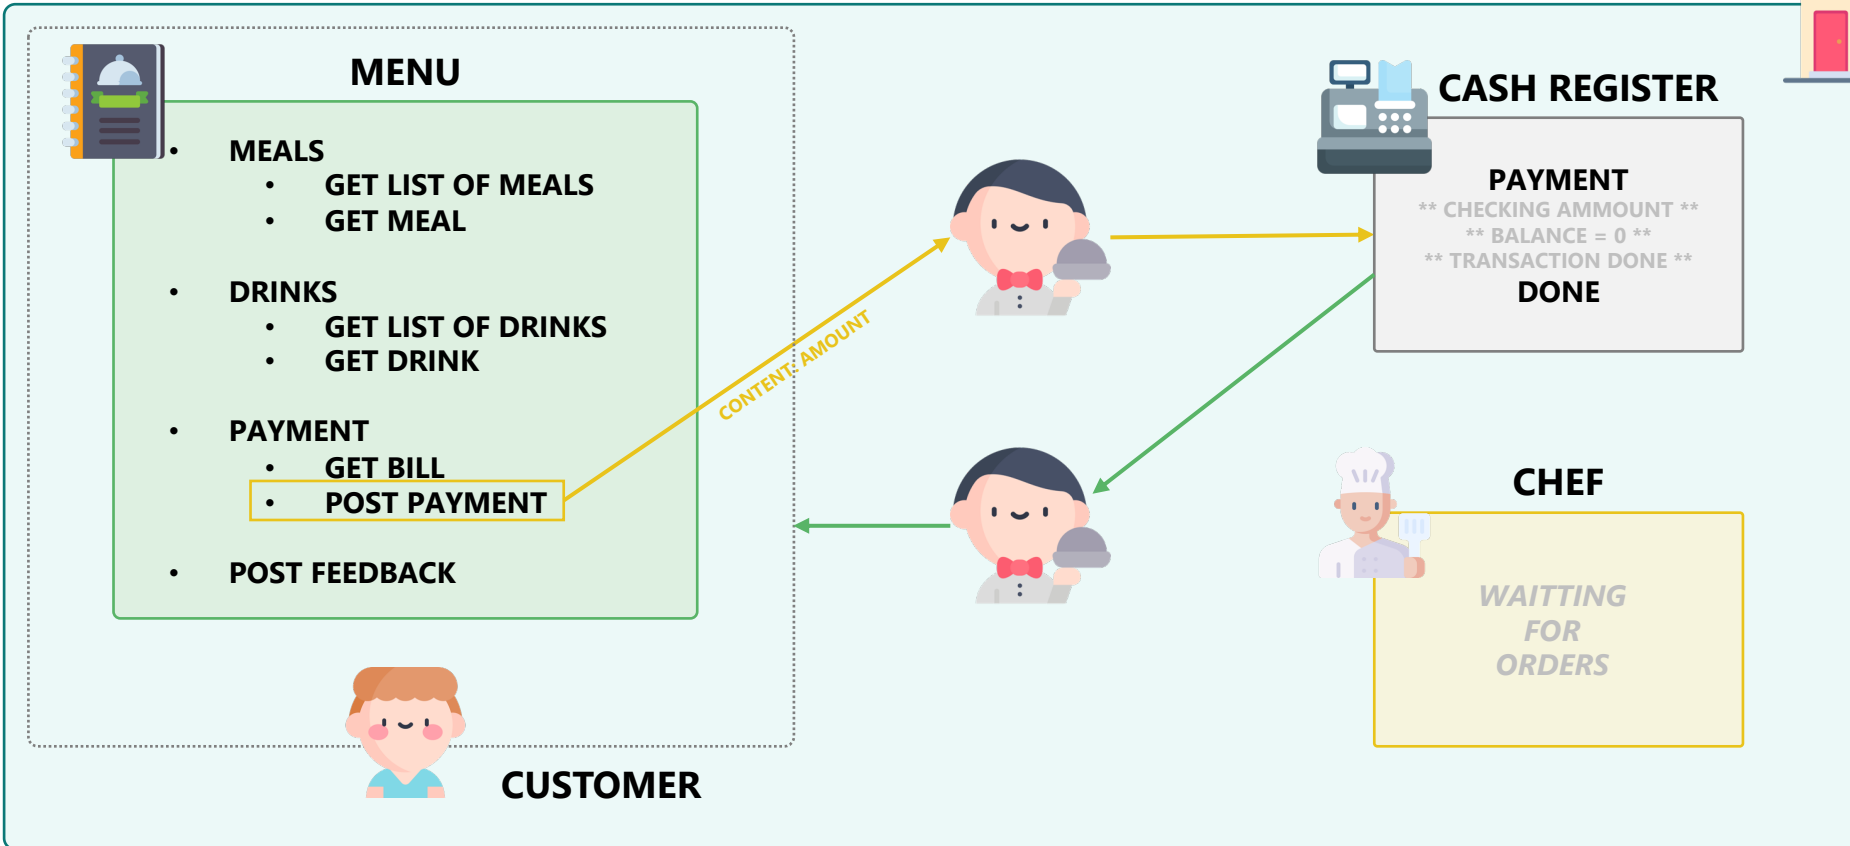 MENU
MEALS
GET LIST OF MEALS
GET MEAL
DRINKS
GET LIST OF DRINKS
GET DRINK
PAYMENT
GET BILL
POST PAYMENT
POST FEEDBACK
CUSTOMER
CONTENT: AMOUNT
CASH REGISTER
PAYMENT
** CHECKING AMMOUNT **
** BALANCE = 0 **
** TRANSACTION DONE **
DONE
CHEF
WAITTING
FOR
ORDERS